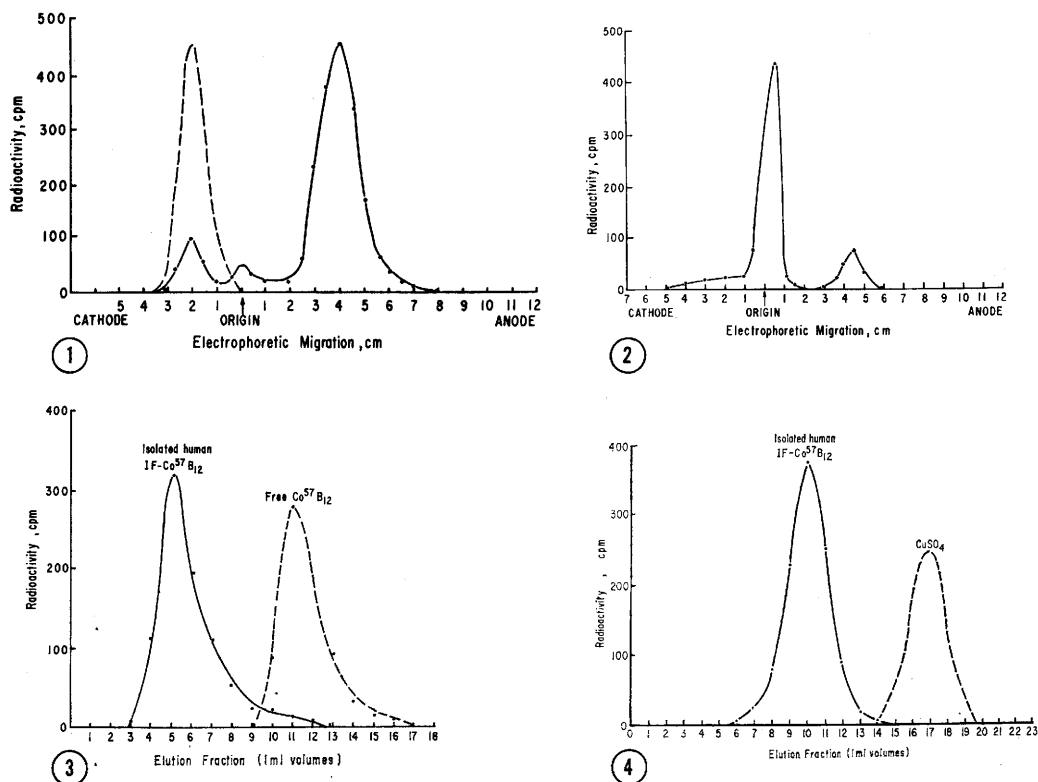 500
400
300
200
100
0
Radioactivity, cpm
5 4 3 2 1 1 2 3 4 5 6 7 8 9 10 11 12
CATHODE ORIGIN ANODE
Electrophoretic Migration, cm
1
500
400
300
200
100
0
Radioactivity, cpm
7 6 5 4 3 2 1 1 2 3 4 5 6 7 8 9 10 11 12
CATHODE ORIGIN ANODE
Electrophoretic Migration, cm
2
400
300
200
100
0
Radioactivity, cpm
Isolated human
IF-Co57B12
Free Co57B12
1 2 3 4 5 6 7 8 9 10 11 12 13 14 15 16 17 18
Elution Fraction (1ml volumes)
3
400
300
200
100
0
Radioactivity, cpm
Isolated human
IF-Co57B12
CuSO4
0 1 2 3 4 5 6 7 8 9 10 11 12 13 14 15 16 17 18 19 20 21 22 23
Elution Fraction (1ml volumes)
4